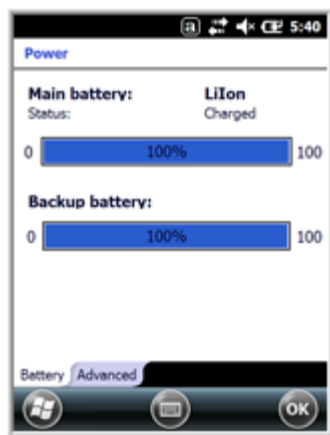 a 5:40
Power
Main battery: LiIon
Status: Charged
0 100% 100
Backup battery:
0 100% 100
Battery Advanced
OK